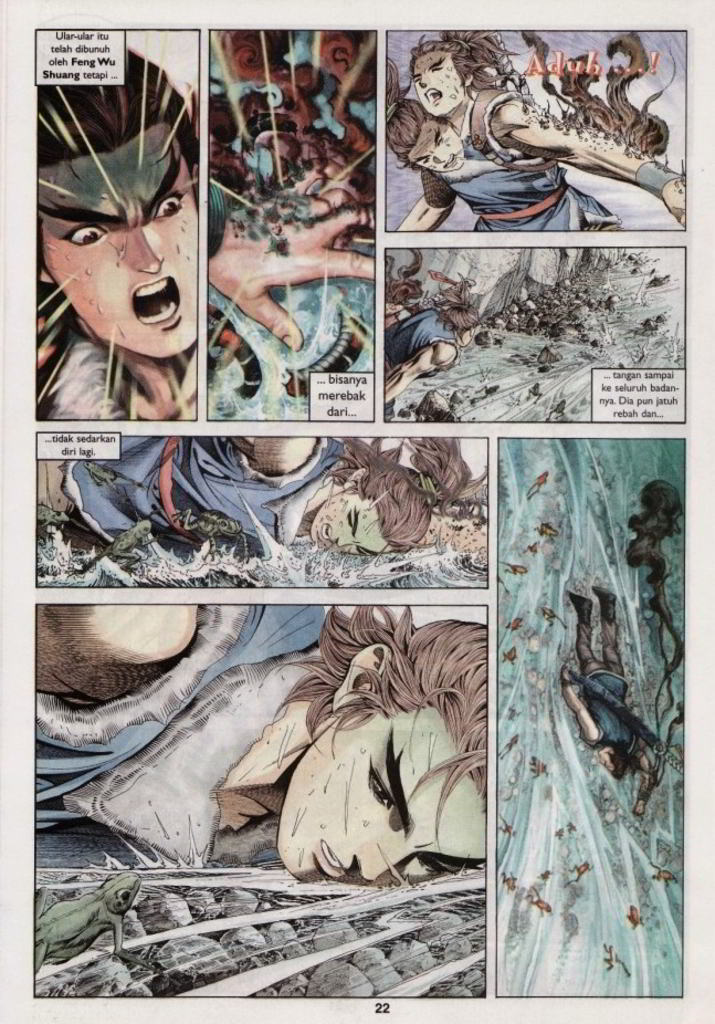 Ular-ular itu
telah dibunuh
oleh Feng Wu
Shuang tetapi ...
... bisanya
merebak
dari...
Aduh ...!
... tangan sampai
ke seluruh badan-
nya. Dia pun jatuh
rebah dan...
...tidak sedarkan
diri lagi.
22